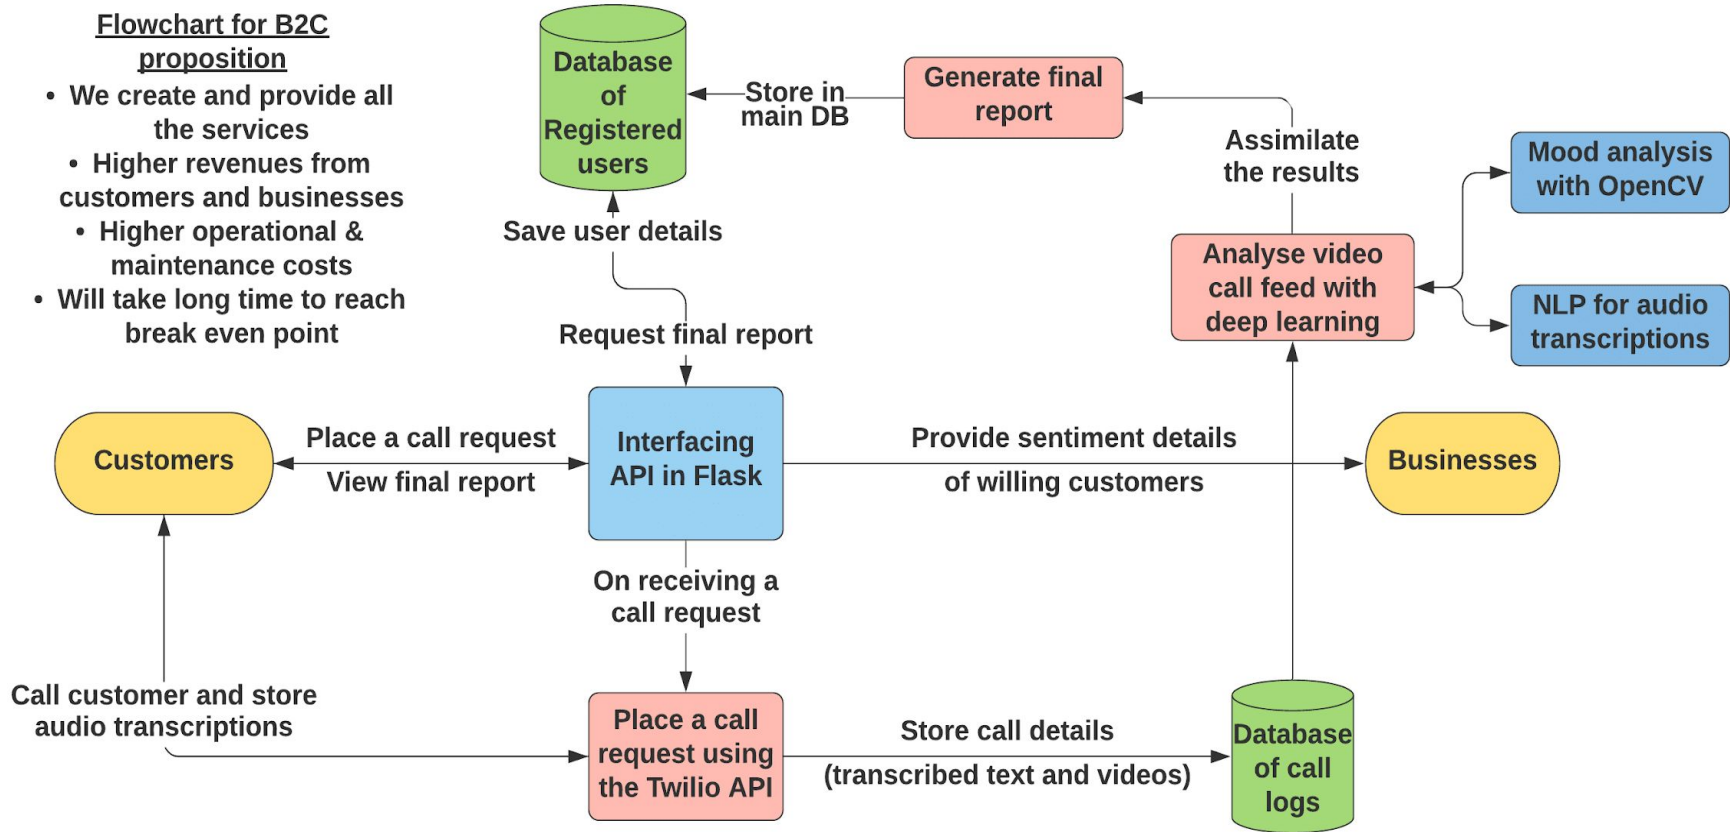 Flowchart for B2C
proposition
• We create and provide all
the services
• Higher revenues from
customers and businesses
• Higher operational &
maintenance costs
• Will take long time to reach
break even point
Database
of
Registered
users
Store in
main DB
Generate final
report
Assimilate
the results
Mood analysis
with OpenCV
Save user details
Analyse video
call feed with
deep learning
NLP for audio
transcriptions
Request final report
Customers
Place a call request
View final report
Interfacing
API in Flask
Provide sentiment details
of willing customers
Businesses
On receiving a
call request
Call customer and store
audio transcriptions
Place a call
request using
the Twilio API
Store call details
(transcribed text and videos)
Database
of call
logs